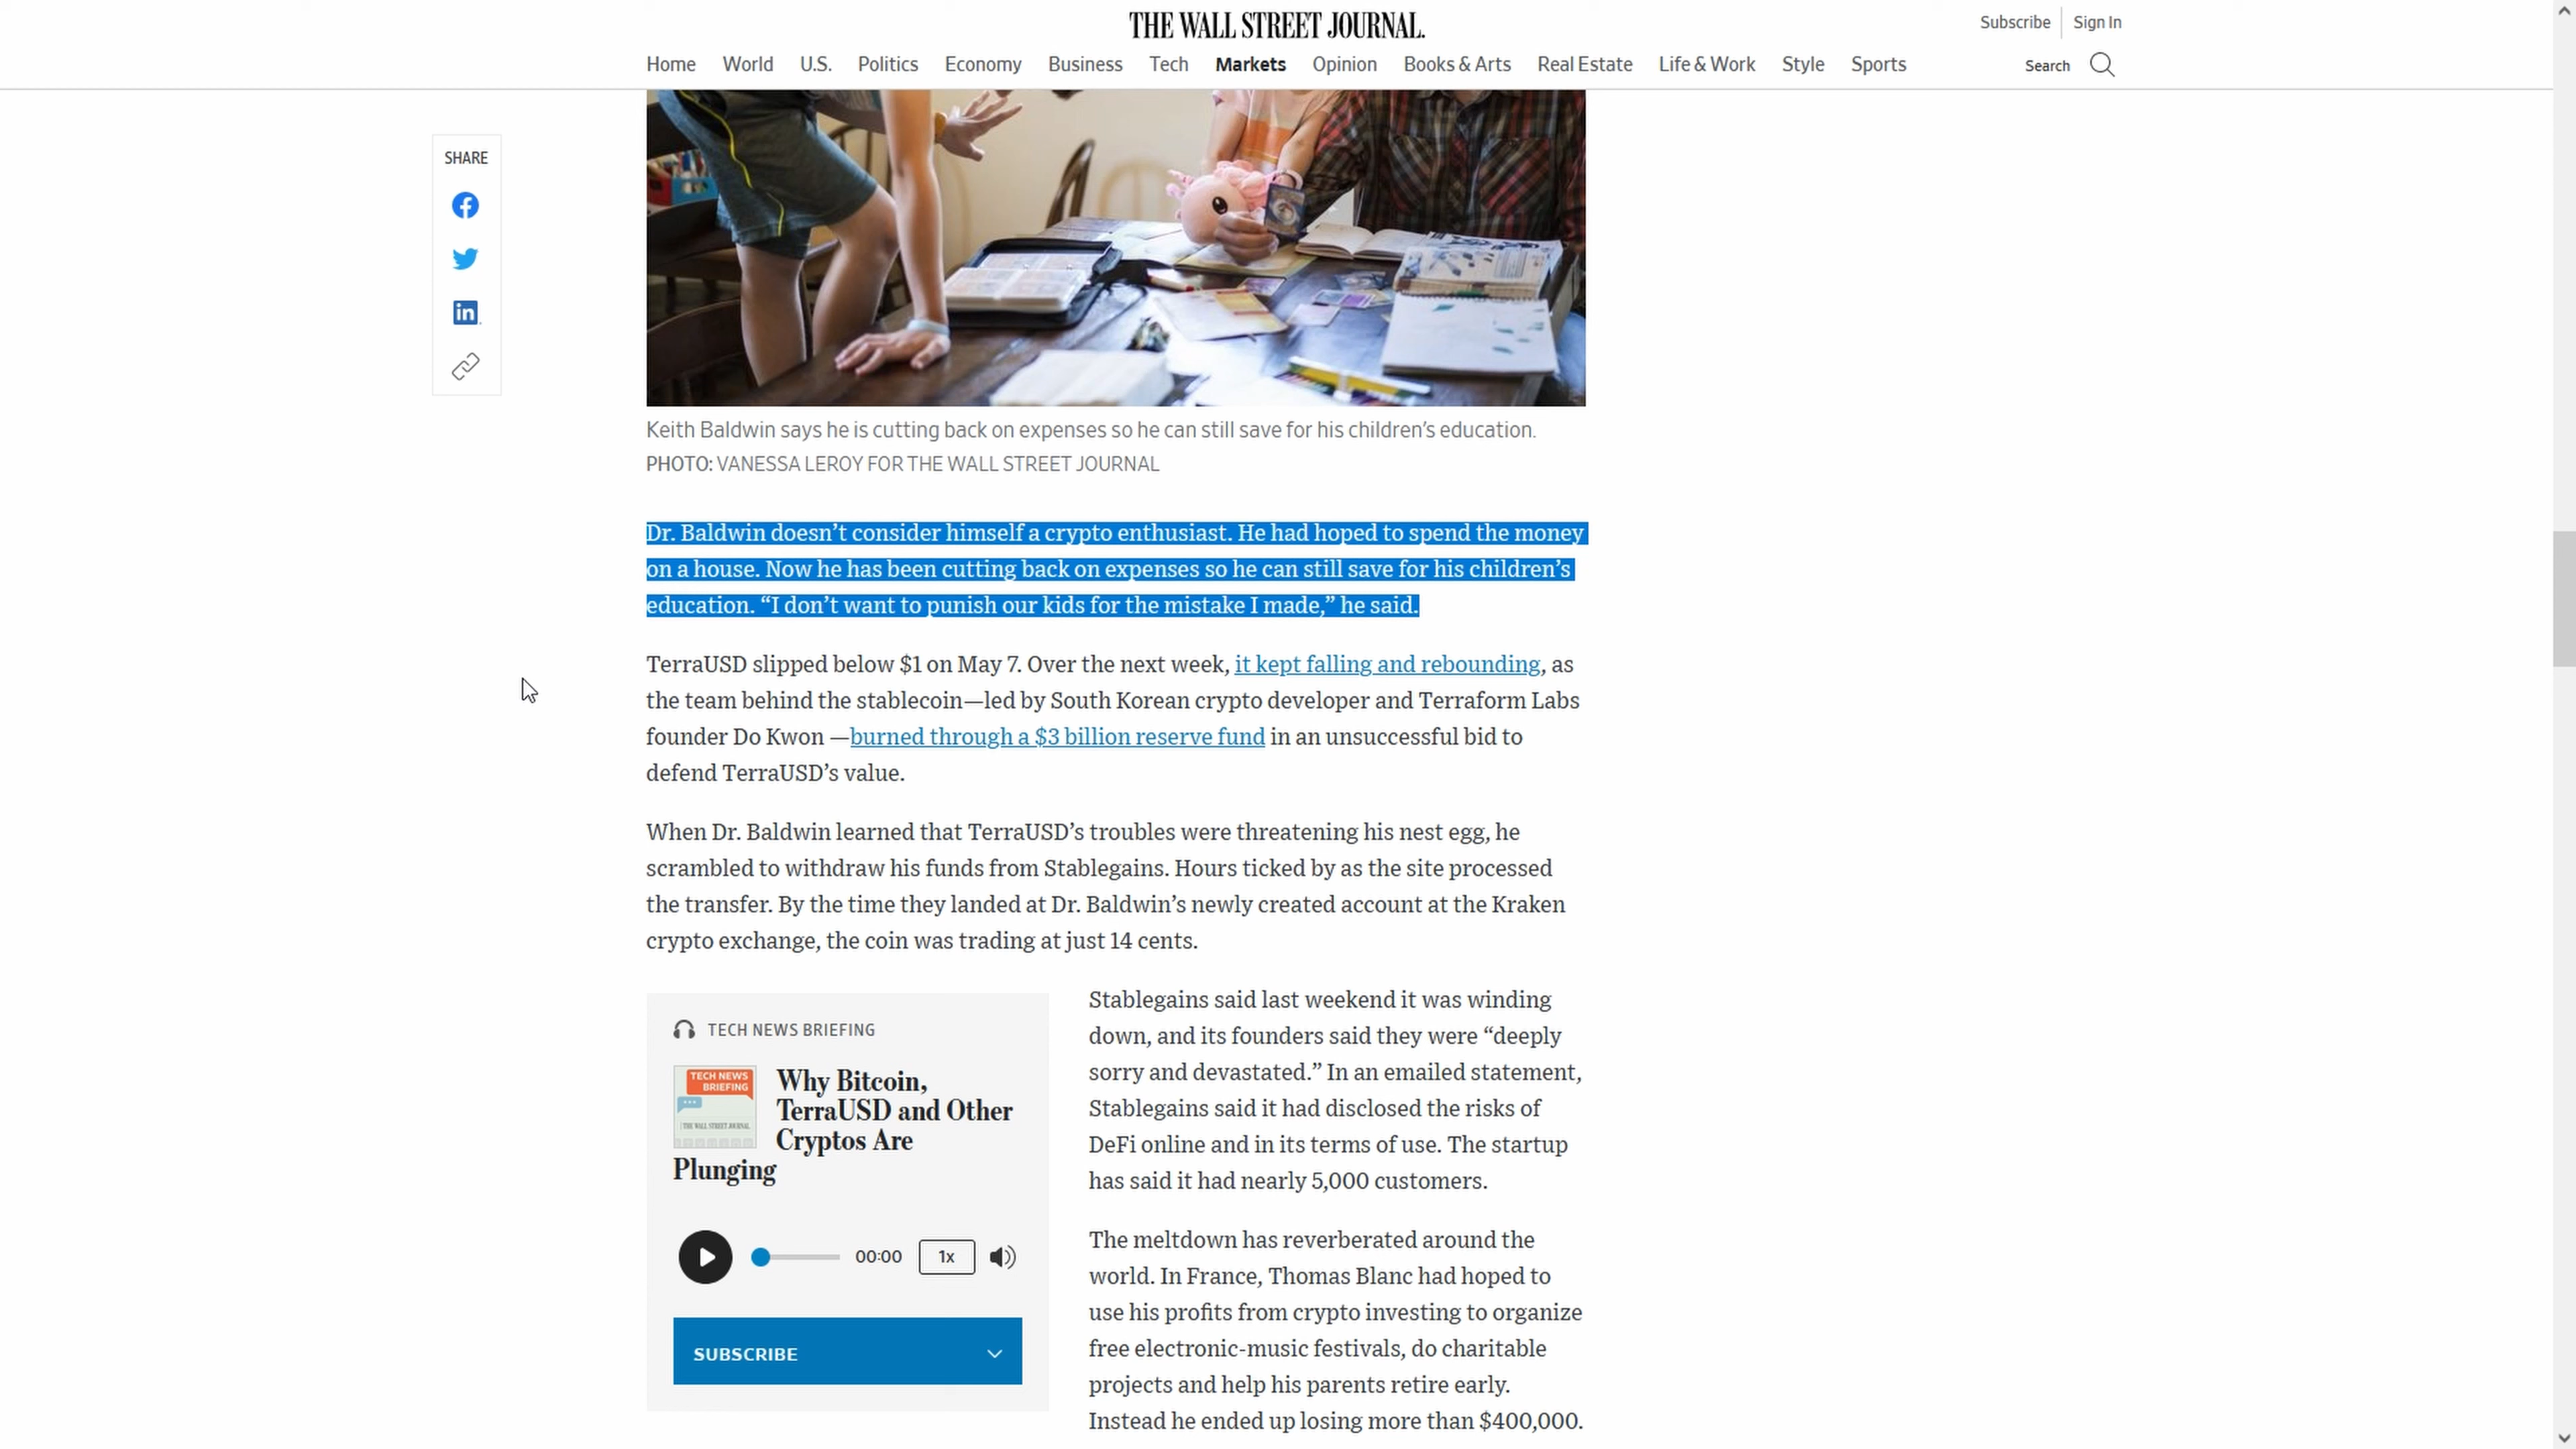 THE WALL STREET JOURNAL.
Subscribe
Sign In
Home World U.S. Politics Economy Business Tech Markets Opinion Books & Arts Real Estate Life & Work Style Sports
Search
SHARE
Keith Baldwin says he is cutting back on expenses so he can still save for his children’s education.
PHOTO: VANESSA LEROY FOR THE WALL STREET JOURNAL
Dr. Baldwin doesn’t consider himself a crypto enthusiast. He had hoped to spend the money
on a house. Now he has been cutting back on expenses so he can still save for his children’s
education. “I don’t want to punish our kids for the mistake I made,” he said.
TerraUSD slipped below $1 on May 7. Over the next week, it kept falling and rebounding, as
the team behind the stablecoin—led by South Korean crypto developer and Terraform Labs
founder Do Kwon —burned through a $3 billion reserve fund in an unsuccessful bid to
defend TerraUSD’s value.
When Dr. Baldwin learned that TerraUSD’s troubles were threatening his nest egg, he
scrambled to withdraw his funds from Stablegains. Hours ticked by as the site processed
the transfer. By the time they landed at Dr. Baldwin’s newly created account at the Kraken
crypto exchange, the coin was trading at just 14 cents.
TECH NEWS BRIEFING
TECH NEWS
BRIEFING
THE WALL STREET JOURNAL
Why Bitcoin,
TerraUSD and Other
Cryptos Are
Plunging
00:00
1x
SUBSCRIBE
Stablegains said last weekend it was winding
down, and its founders said they were “deeply
sorry and devastated.” In an emailed statement,
Stablegains said it had disclosed the risks of
DeFi online and in its terms of use. The startup
has said it had nearly 5,000 customers.
The meltdown has reverberated around the
world. In France, Thomas Blanc had hoped to
use his profits from crypto investing to organize
free electronic-music festivals, do charitable
projects and help his parents retire early.
Instead he ended up losing more than $400,000.